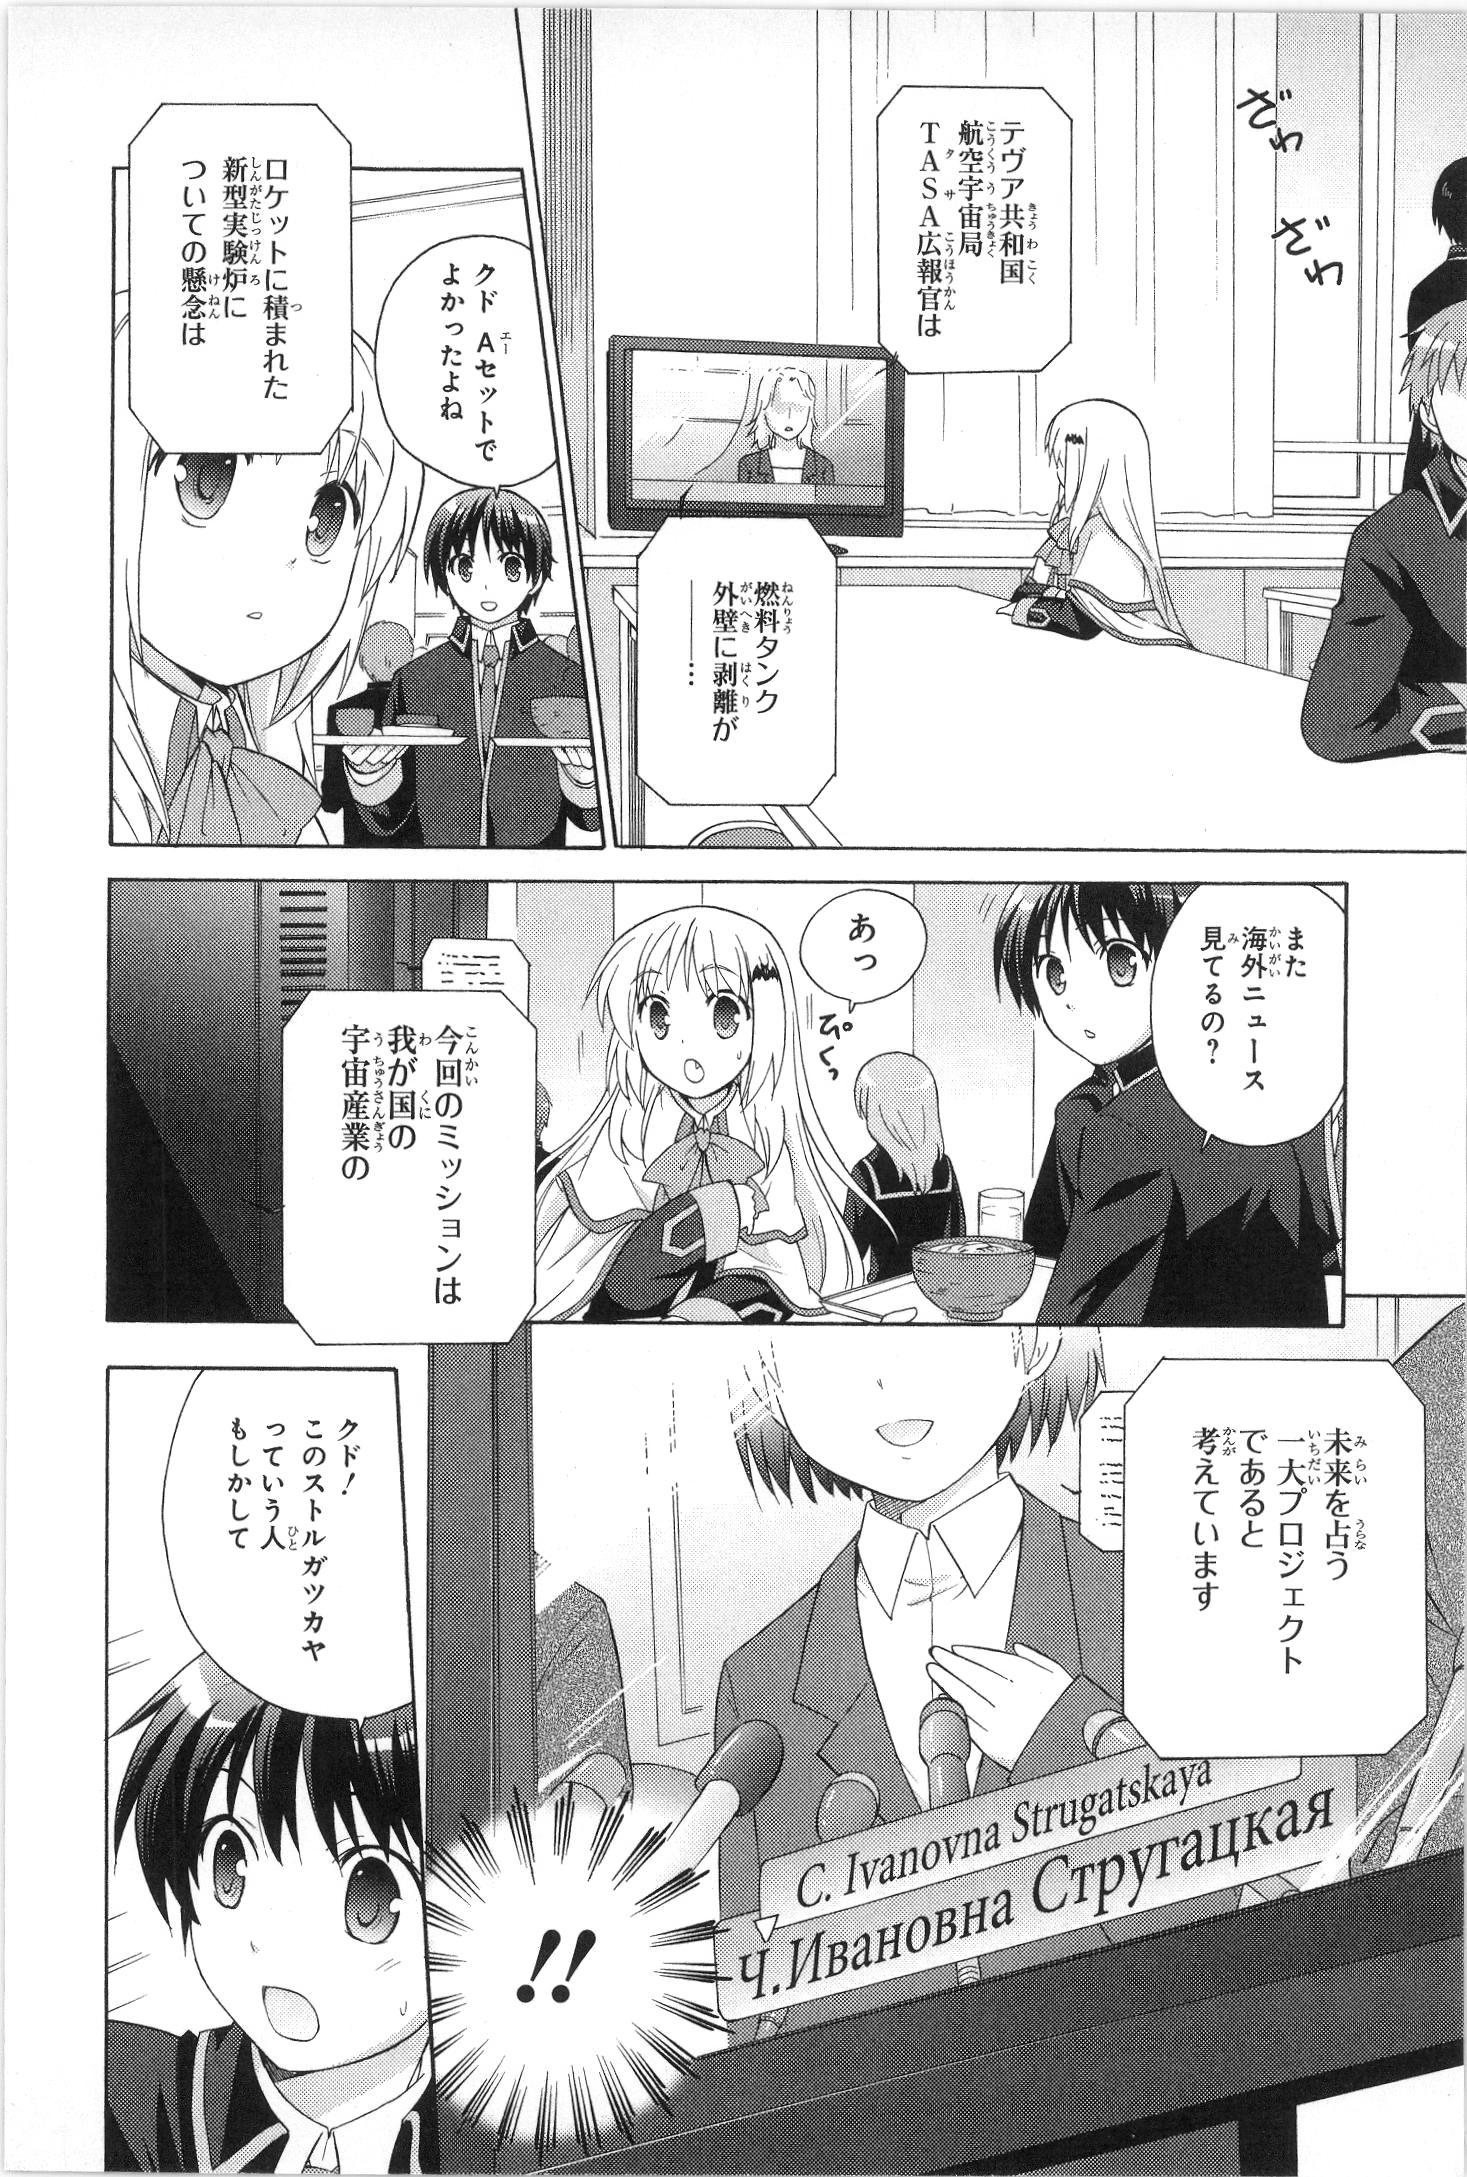 ざわ
ざわ
テヴア共和国
航空宇宙局
TASA広報官は
燃料タンク
外壁に剥離が
――…
クド Aセットで
よかったよね
ロケットに積まれた
新型実験炉に
ついての懸念は
また
海外ニュース
見てるの？
あっ
ぴくっ
今回のミッションは
我が国の
宇宙産業の
未来を占う
一大プロジェクト
であると
考えています
C. Ivanovna Strugatskaya
Ч.Ивановна Стругацкая
!!
クド！
このストルガツカヤ
っていう人
もしかして